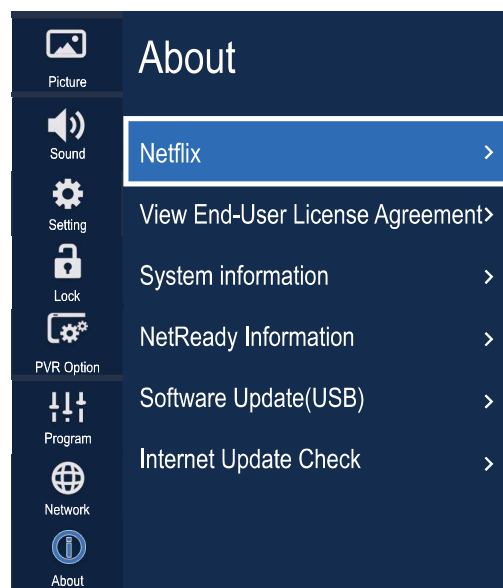 Picture
Sound
Setting
Lock
PVR Option
Program
Network
About
About
Netflix
View End-User License Agreement
System information
NetReady Information
Software Update(USB)
Internet Update Check